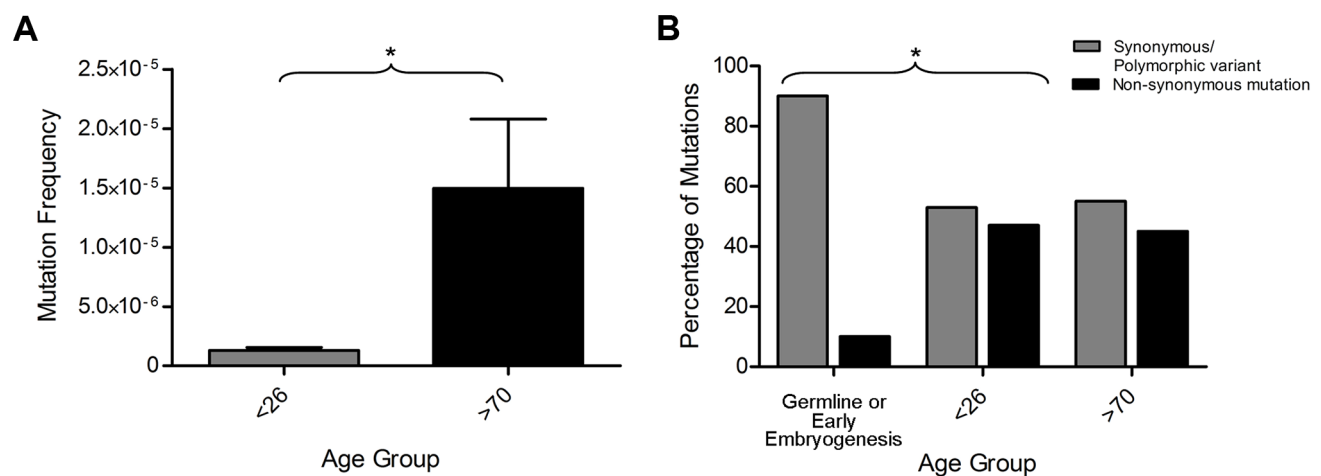 A
*
2.5×10⁻⁵
2.0×10⁻⁵
1.5×10⁻⁵
1.0×10⁻⁵
5.0×10⁻⁶
0
Mutation Frequency
<26
>70
Age Group
B
*
Synonymous/
Polymorphic variant
Non-synonymous mutation
100
80
60
40
20
0
Percentage of Mutations
Germline or
Early
Embryogenesis
<26
>70
Age Group